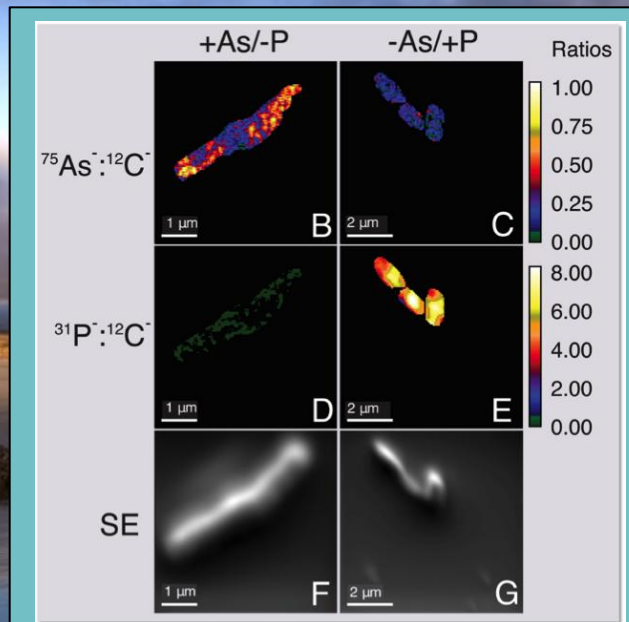 +As/-P -As/+P Ratios
⁷⁵As⁻:¹²C⁻
1 μm B
2 μm C
1.00
0.75
0.50
0.25
0.00
³¹P⁻:¹²C⁻
1 μm D
2 μm E
8.00
6.00
4.00
2.00
0.00
SE
1 μm F
2 μm G